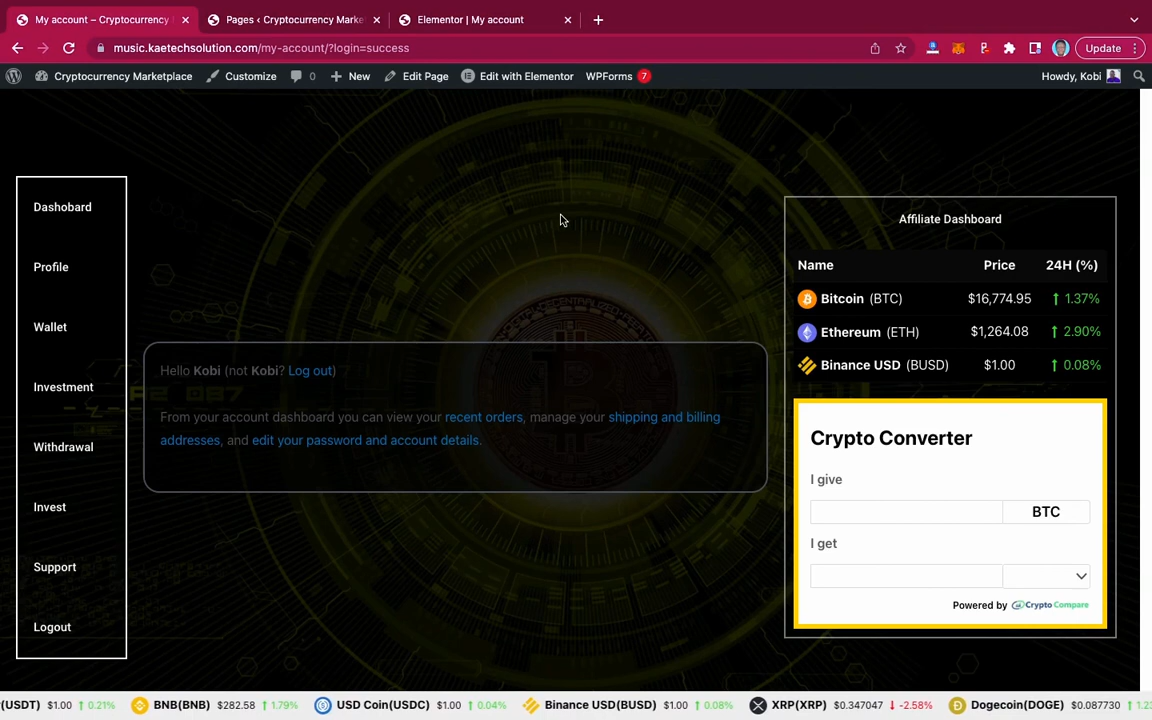 My account – Cryptocurrency
Pages ‹ Cryptocurrency Marke
Elementor | My account
music.kaetechsolution.com/my-account/?login=success
Update
Cryptocurrency Marketplace
Customize
0
New
Edit Page
Edit with Elementor
WPForms 7
Howdy, Kobi
Dashobard
Profile
Wallet
Investment
Withdrawal
Invest
Support
Logout
Hello Kobi (not Kobi? Log out)
From your account dashboard you can view your recent orders, manage your shipping and billing
addresses, and edit your password and account details.
Affiliate Dashboard
Name Price 24H (%)
Bitcoin (BTC) $16,774.95 ↑ 1.37%
Ethereum (ETH) $1,264.08 ↑ 2.90%
Binance USD (BUSD) $1.00 ↑ 0.08%
Crypto Converter
I give
BTC
I get
Powered by CryptoCompare
(USDT) $1.00 ↑ 0.21% BNB(BNB) $282.58 ↑ 1.79% USD Coin(USDC) $1.00 ↑ 0.04% Binance USD(BUSD) $1.00 ↑ 0.08% XRP(XRP) $0.347047 ↓ -2.58% Dogecoin(DOGE) $0.087730 ↑